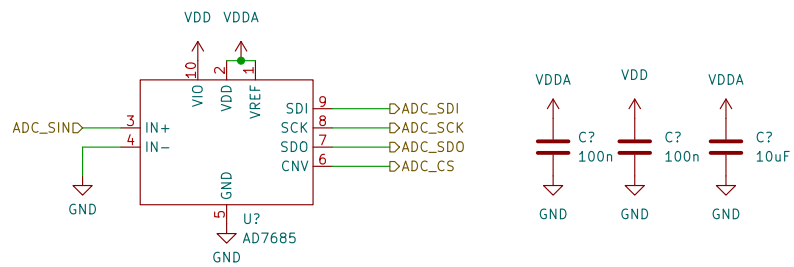 VDD VDDA
10 2 1
VIO VDD VREF
ADC_SIN 3 IN+
4 IN-
GND
SDI 9 ADC_SDI
SCK 8 ADC_SCK
SDO 7 ADC_SDO
CNV 6 ADC_CS
GND
5
U?
AD7685
GND
VDDA VDD VDDA
C? C? C?
100n 100n 10uF
GND GND GND